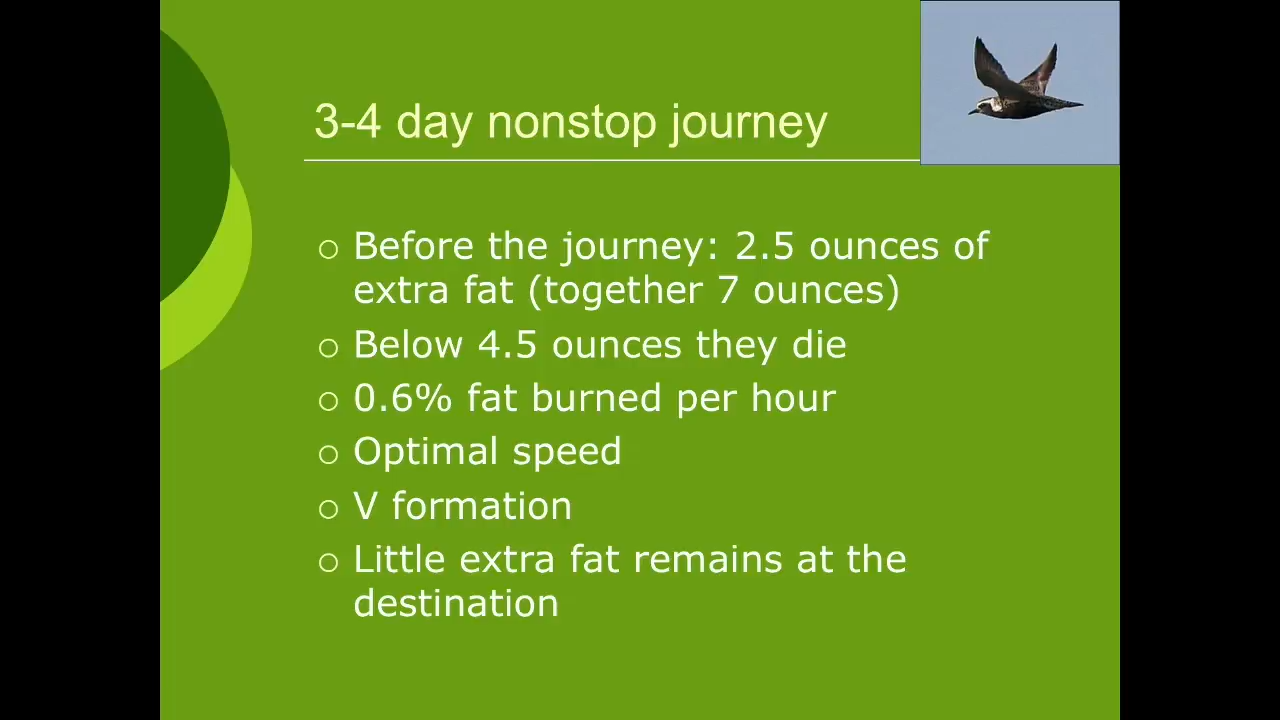 3-4 day nonstop journey
Before the journey: 2.5 ounces of
extra fat (together 7 ounces)
Below 4.5 ounces they die
0.6% fat burned per hour
Optimal speed
V formation
Little extra fat remains at the
destination